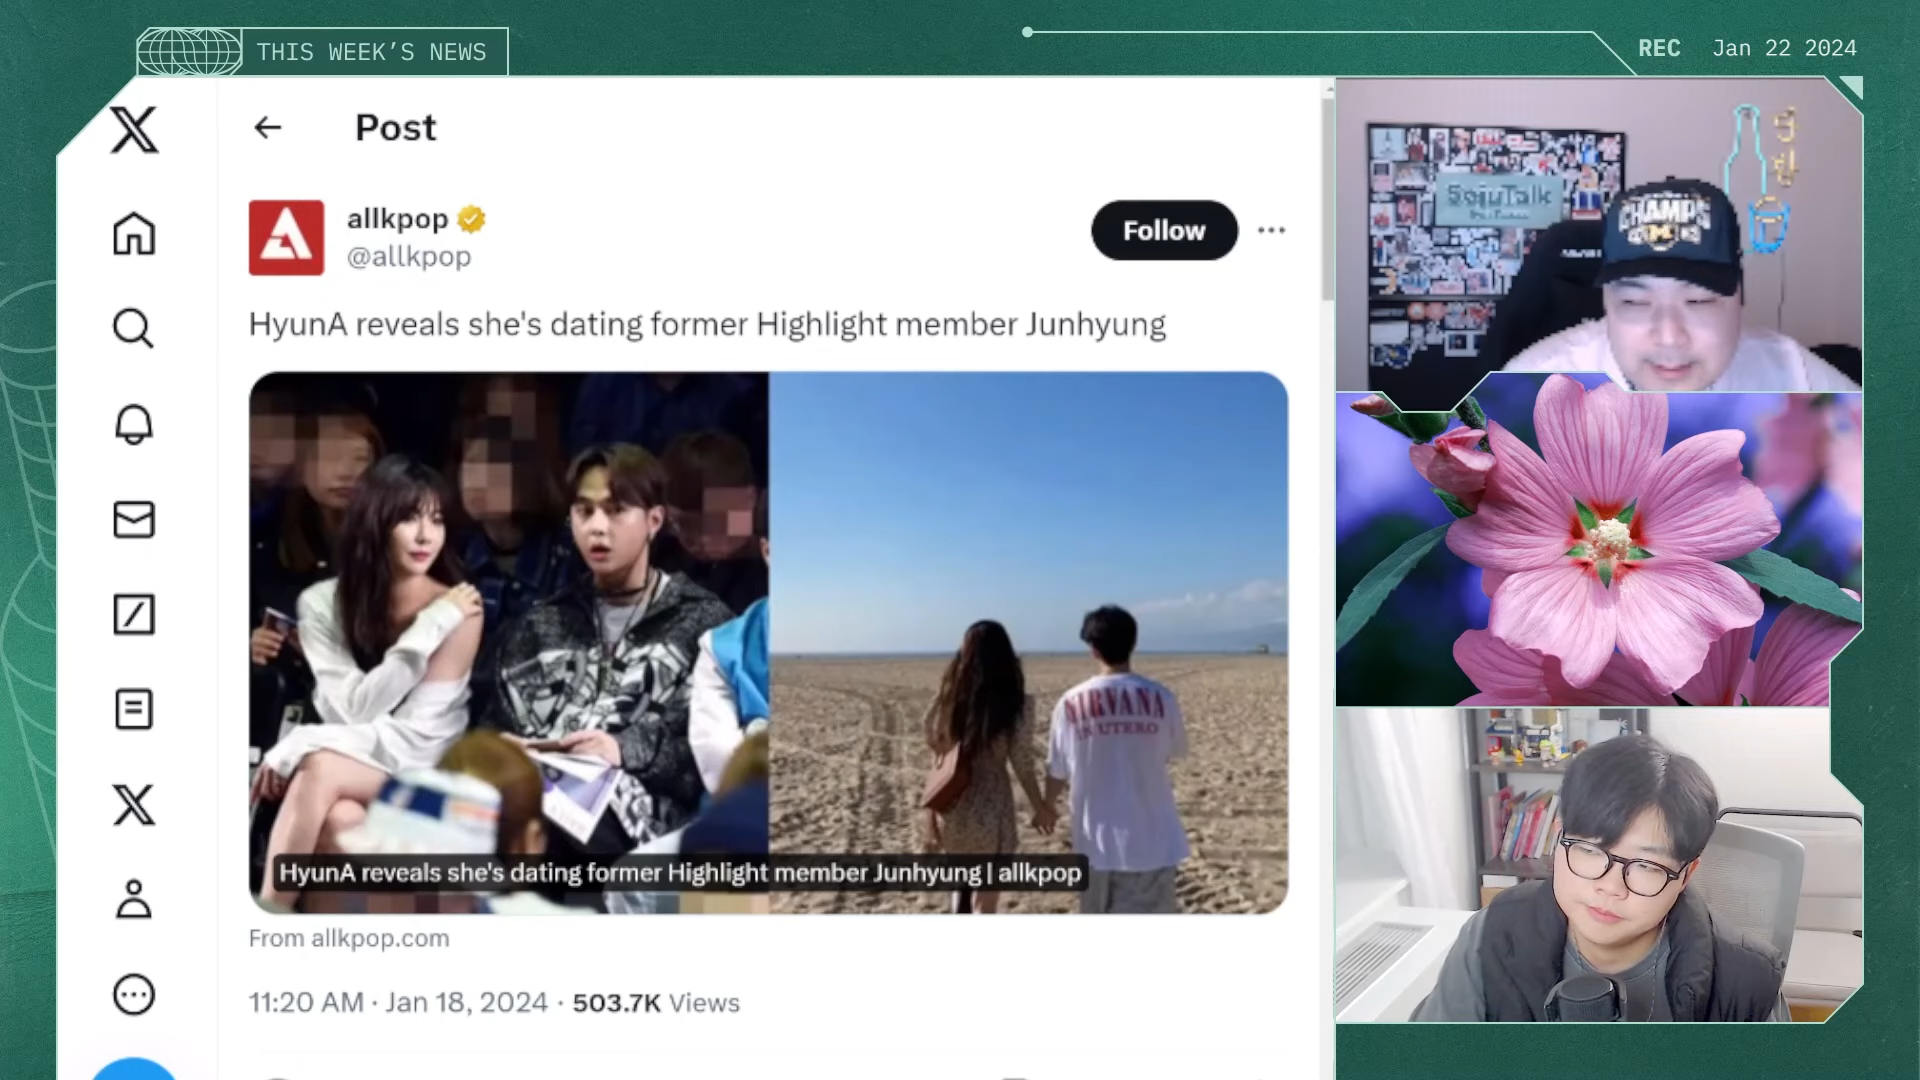 THIS WEEK’S NEWS
REC Jan 22 2024
Post
allkpop
@allkpop
Follow
HyunA reveals she's dating former Highlight member Junhyung
SojuTalk
CHAMPS
M
NIRVANA
IN UTERO
HyunA reveals she's dating former Highlight member Junhyung | allkpop
From allkpop.com
11:20 AM · Jan 18, 2024 · 503.7K Views